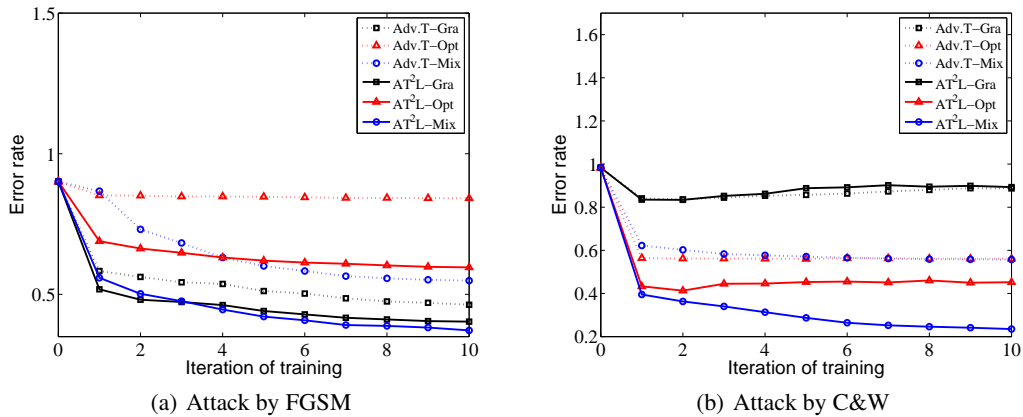 1.5
1
0.5
0
2
4
6
8
10
Error rate
Iteration of training
Adv.T−Gra
Adv.T−Opt
Adv.T−Mix
AT²L−Gra
AT²L−Opt
AT²L−Mix
(a) Attack by FGSM
1.6
1.4
1.2
1
0.8
0.6
0.4
0.2
0
2
4
6
8
10
Error rate
Iteration of training
Adv.T−Gra
Adv.T−Opt
Adv.T−Mix
AT²L−Gra
AT²L−Opt
AT²L−Mix
(b) Attack by C&W